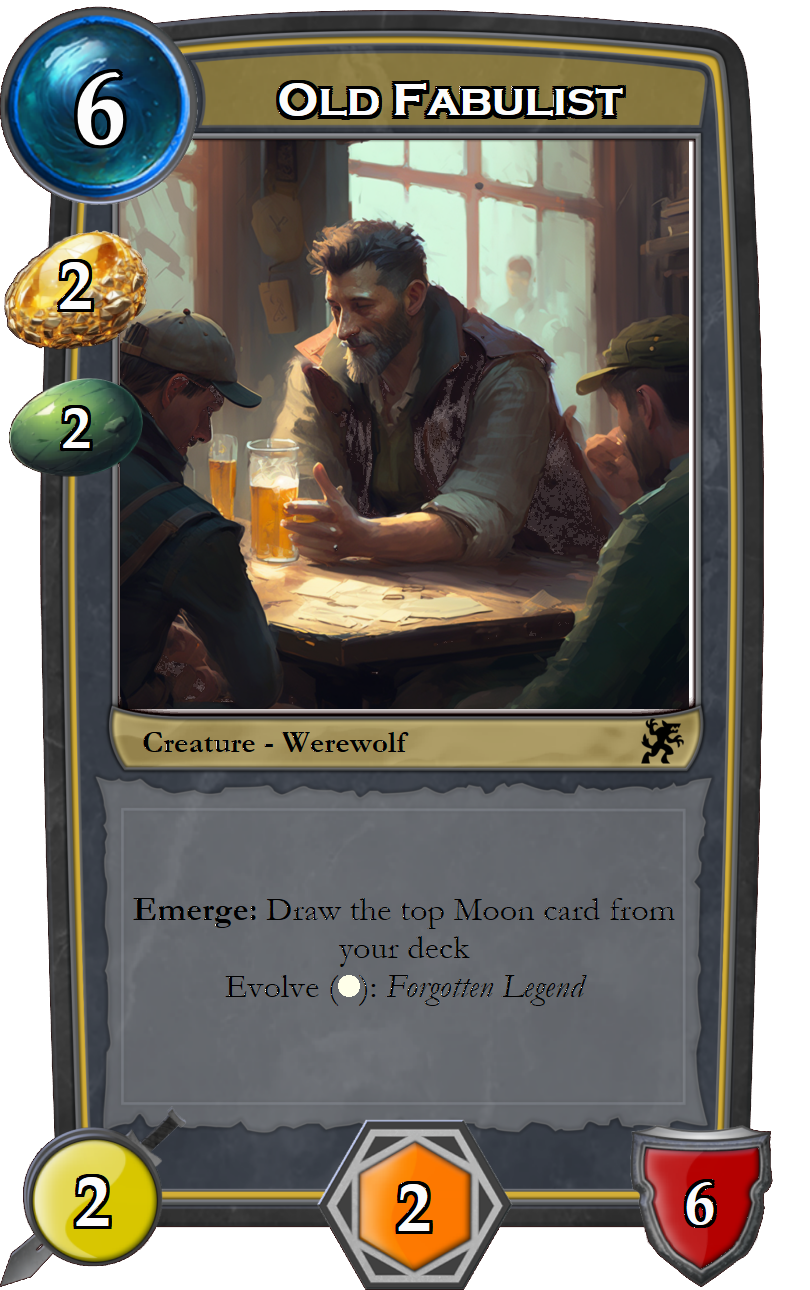 6
OLD FABULIST
2
2
Creature - Werewolf
Emerge: Draw the top Moon card from
your deck
Evolve (): Forgotten Legend
2
2
6